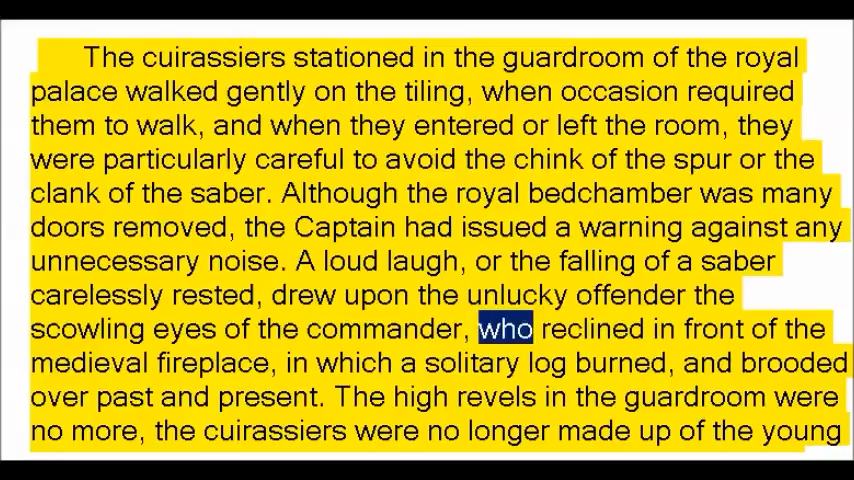 The cuirassiers stationed in the guardroom of the royal
palace walked gently on the tiling, when occasion required
them to walk, and when they entered or left the room, they
were particularly careful to avoid the chink of the spur or the
clank of the saber. Although the royal bedchamber was many
doors removed, the Captain had issued a warning against any
unnecessary noise. A loud laugh, or the falling of a saber
carelessly rested, drew upon the unlucky offender the
scowling eyes of the commander, who reclined in front of the
medieval fireplace, in which a solitary log burned, and brooded
over past and present. The high revels in the guardroom were
no more, the cuirassiers were no longer made up of the young